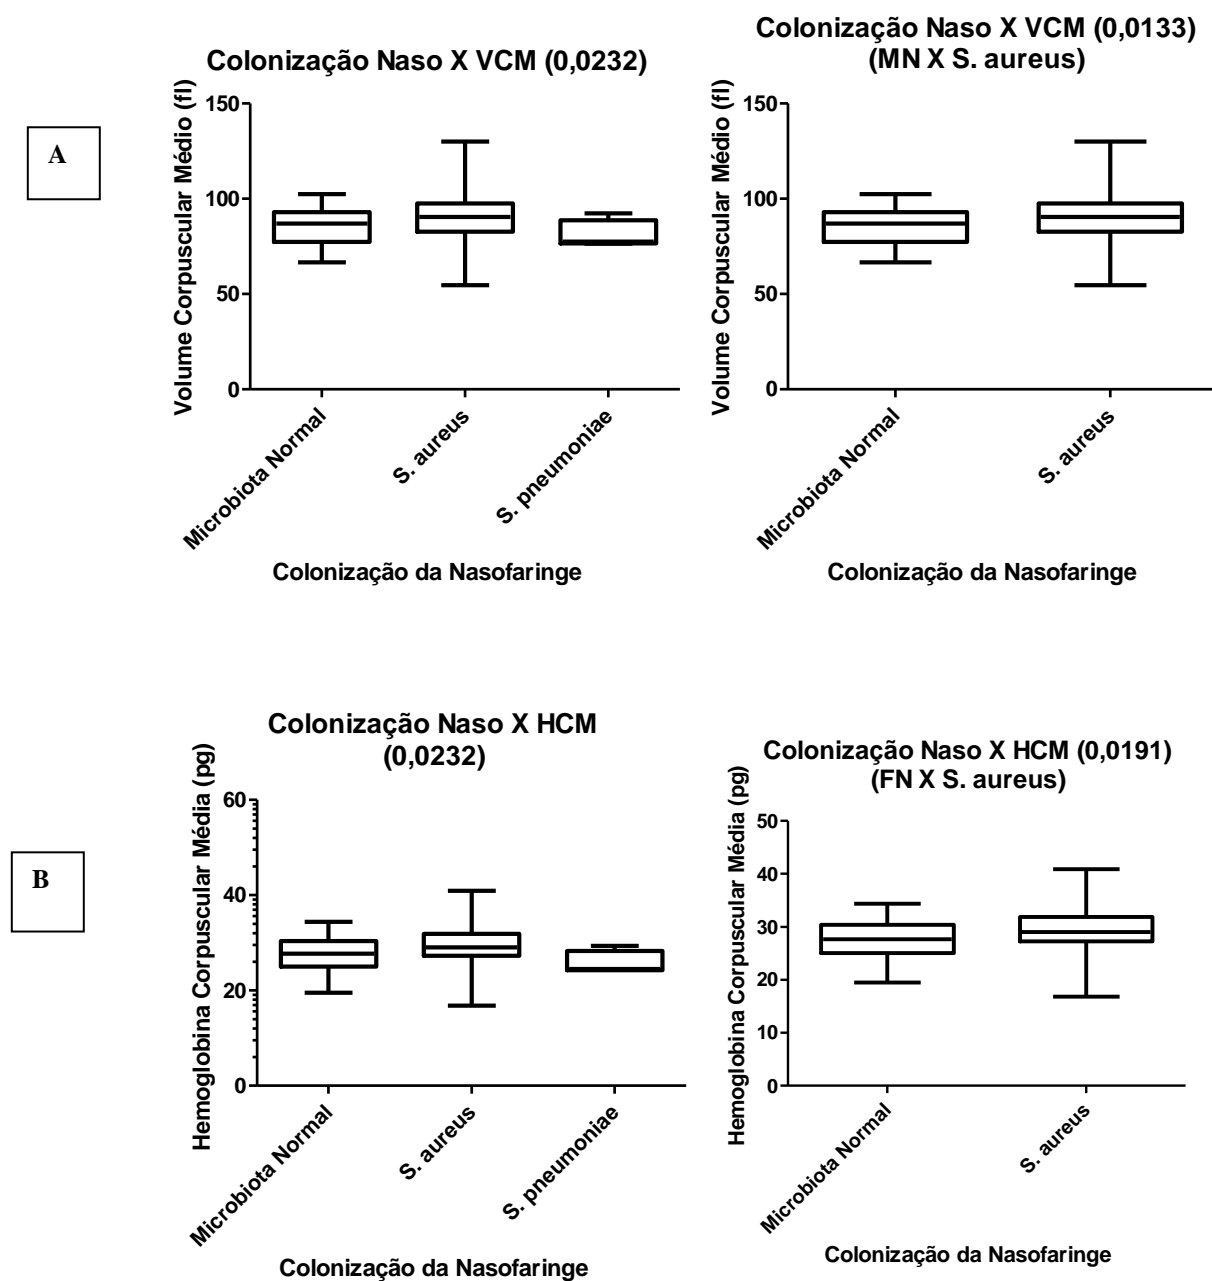 A
Colonização Naso X VCM (0,0232)
Volume Corpuscular Médio (fl)
150
100
50
0
Microbiota Normal
S. aureus
S. pneumoniae
Colonização da Nasofaringe
Colonização Naso X VCM (0,0133)
(MN X S. aureus)
Volume Corpuscular Médio (fl)
150
100
50
0
Microbiota Normal
S. aureus
Colonização da Nasofaringe
B
Colonização Naso X HCM
(0,0232)
Hemoglobina Corpuscular Média (pg)
60
40
20
0
Microbiota Normal
S. aureus
S. pneumoniae
Colonização da Nasofaringe
Colonização Naso X HCM (0,0191)
(FN X S. aureus)
Hemoglobina Corpuscular Média (pg)
50
40
30
20
10
0
Microbiota Normal
S. aureus
Colonização da Nasofaringe